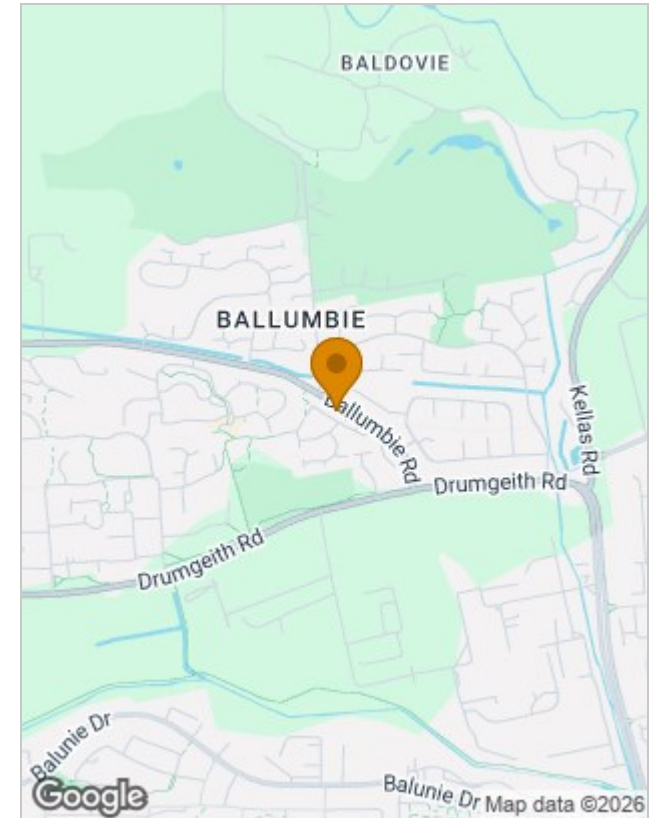 BALDOVIE
BALLUMBIE
Ballumbie Rd
Kellas Rd
Drumgeith Rd
Drumgeith Rd
Balunie Dr
Balunie Dr
Google
Map data ©2026